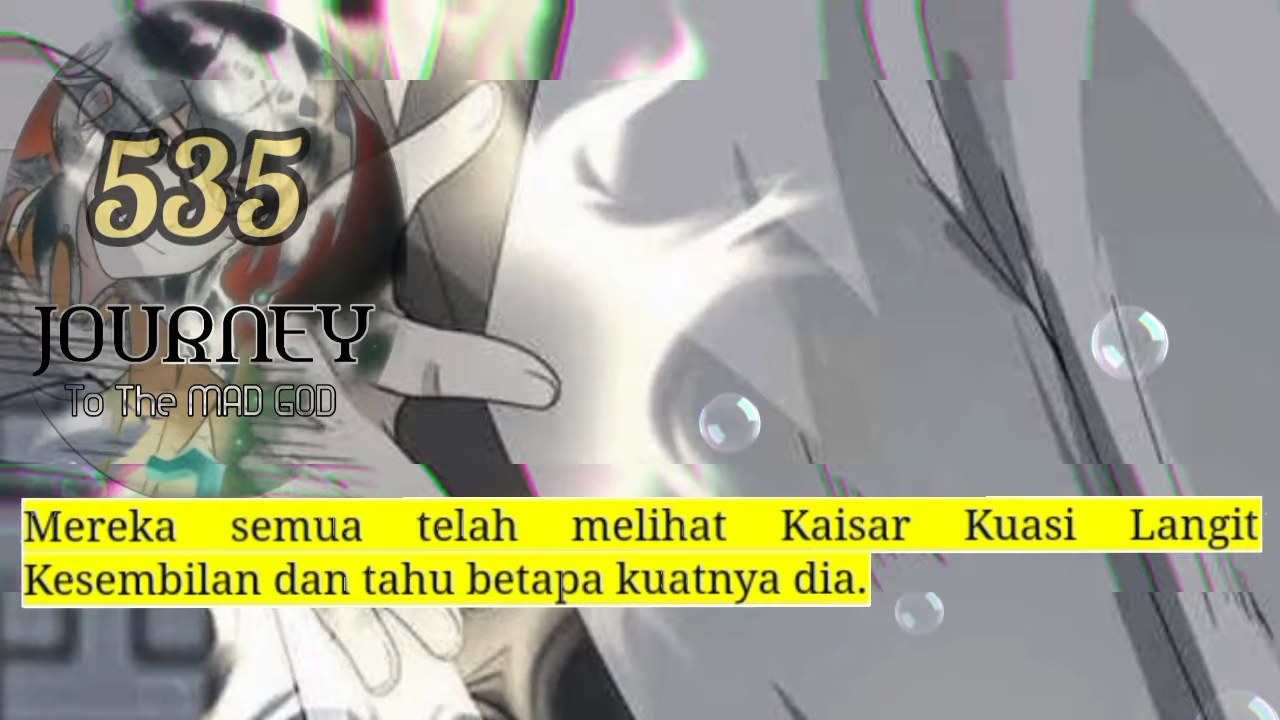 535
JOURNEY
To The MAD GOD
Mereka semua telah melihat Kaisar Kuasi Langit
Kesembilan dan tahu betapa kuatnya dia.